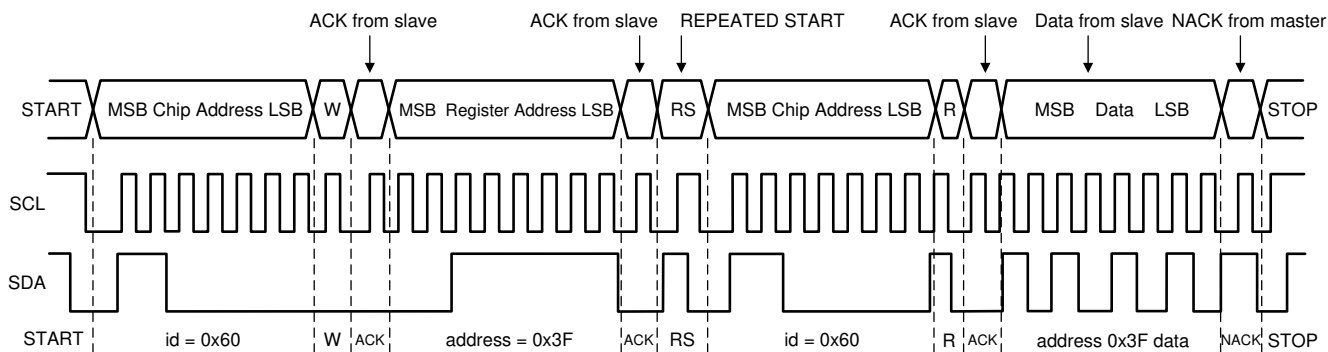 ACK from slave ACK from slave REPEATED START ACK from slave Data from slave NACK from master
START MSB Chip Address LSB W MSB Register Address LSB RS MSB Chip Address LSB R MSB Data LSB STOP
SCL
SDA
START id = 0x60 W ACK address = 0x3F ACK RS id = 0x60 R ACK address 0x3F data NACK STOP